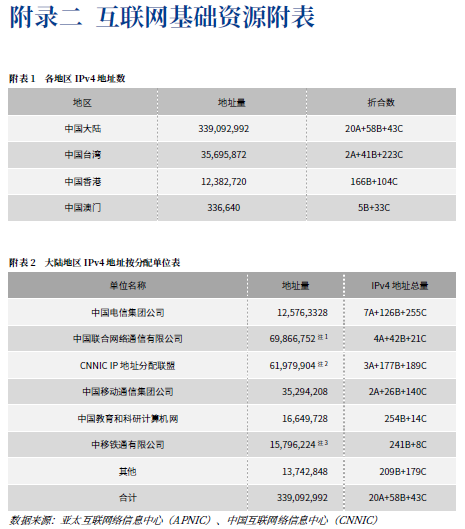 附录二 互联网基础资源附表
附表 1 各地区 IPv4 地址数
地区 地址量 折合数
中国大陆 339,092,992 20A+58B+43C
中国台湾 35,695,872 2A+41B+223C
中国香港 12,382,720 166B+104C
中国澳门 336,640 5B+33C
附表 2 大陆地区 IPv4 地址按分配单位表
单位名称 地址量 IPv4 地址总量
中国电信集团公司 12,576,3328 7A+126B+255C
中国联合网络通信有限公司 69,866,752 注1 4A+42B+21C
CNNIC IP 地址分配联盟 61,979,904 注2 3A+177B+189C
中国移动通信集团公司 35,294,208 2A+26B+140C
中国教育和科研计算机网 16,649,728 254B+14C
中移铁通有限公司 15,796,224 注3 241B+8C
其他 13,742,848 209B+179C
合计 339,092,992 20A+58B+43C
数据来源：亚太互联网络信息中心（APNIC）、中国互联网络信息中心（CNNIC）